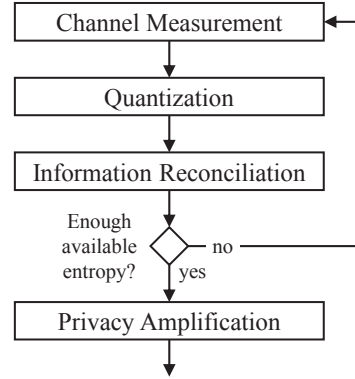 Channel Measurement
Quantization
Information Reconciliation
Enough
available
entropy?
no
yes
Privacy Amplification